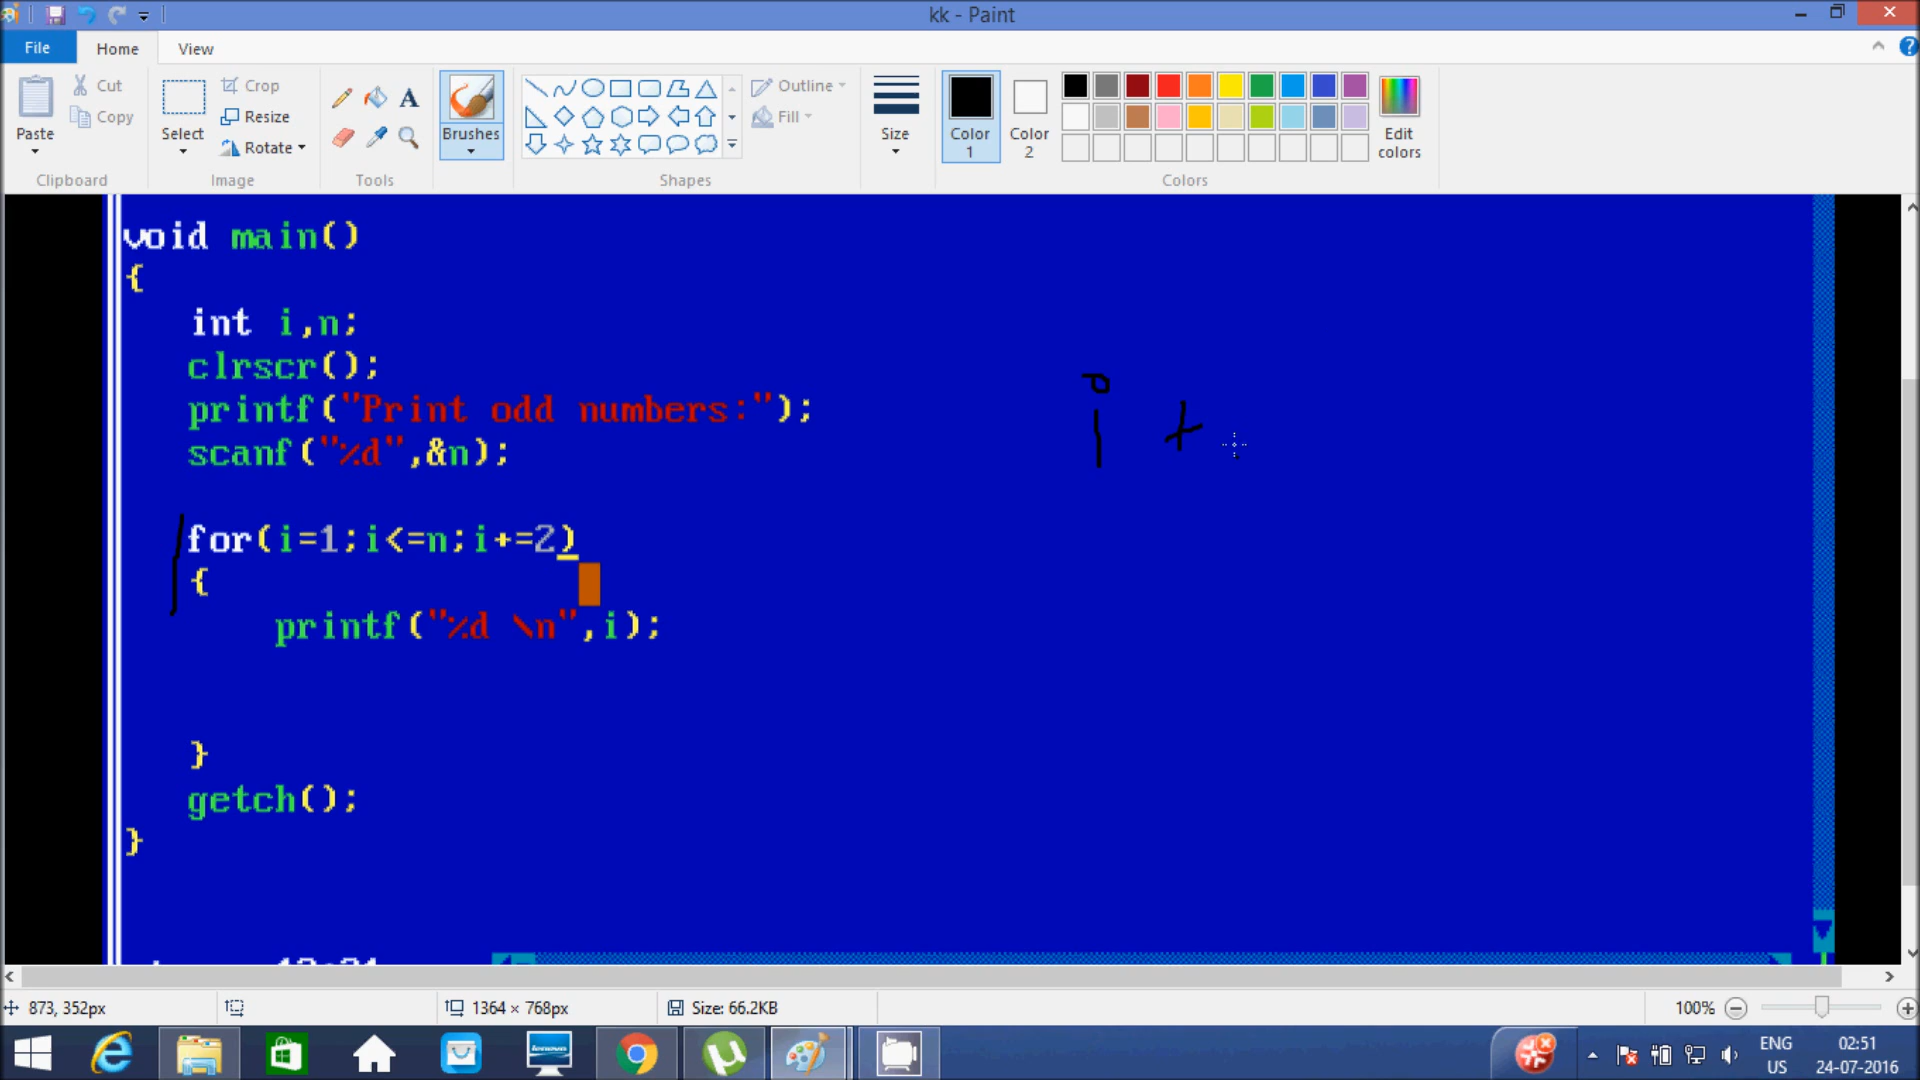 kk - Paint
File Home View
Paste
Cut
Copy
Clipboard
Select
Crop
Resize
Rotate
Image
Tools
Brushes
Shapes
Outline
Fill
Size
Color 1
Color 2
Edit colors
Colors
void main()
{
int i,n;
clrscr();
printf("Print odd numbers:");
scanf("%d",&n);
for(i=1;i<=n;i+=2)
{
printf("%d \n",i);
}
getch();
}
i +
873, 352px
1364 × 768px
Size: 66.2KB
100%
lenovo
ENG
US
02:51
24-07-2016